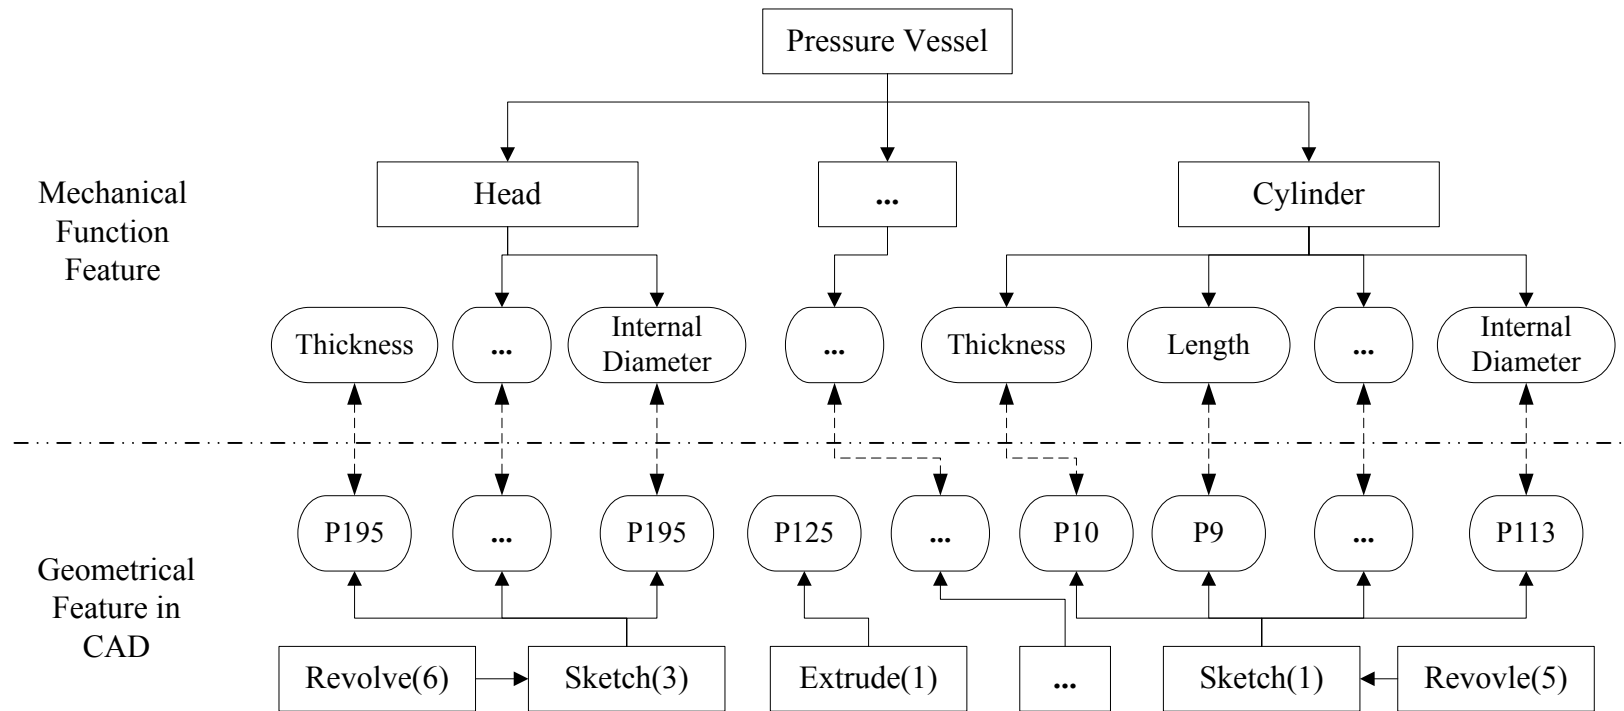 Pressure Vessel
Mechanical
Function
Feature
Head
...
Cylinder
Thickness
...
Internal
Diameter
...
Thickness
Length
...
Internal
Diameter
Geometrical
Feature in
CAD
P195
...
P195
P125
...
P10
P9
...
P113
Revolve(6)
Sketch(3)
Extrude(1)
...
Sketch(1)
Revovle(5)